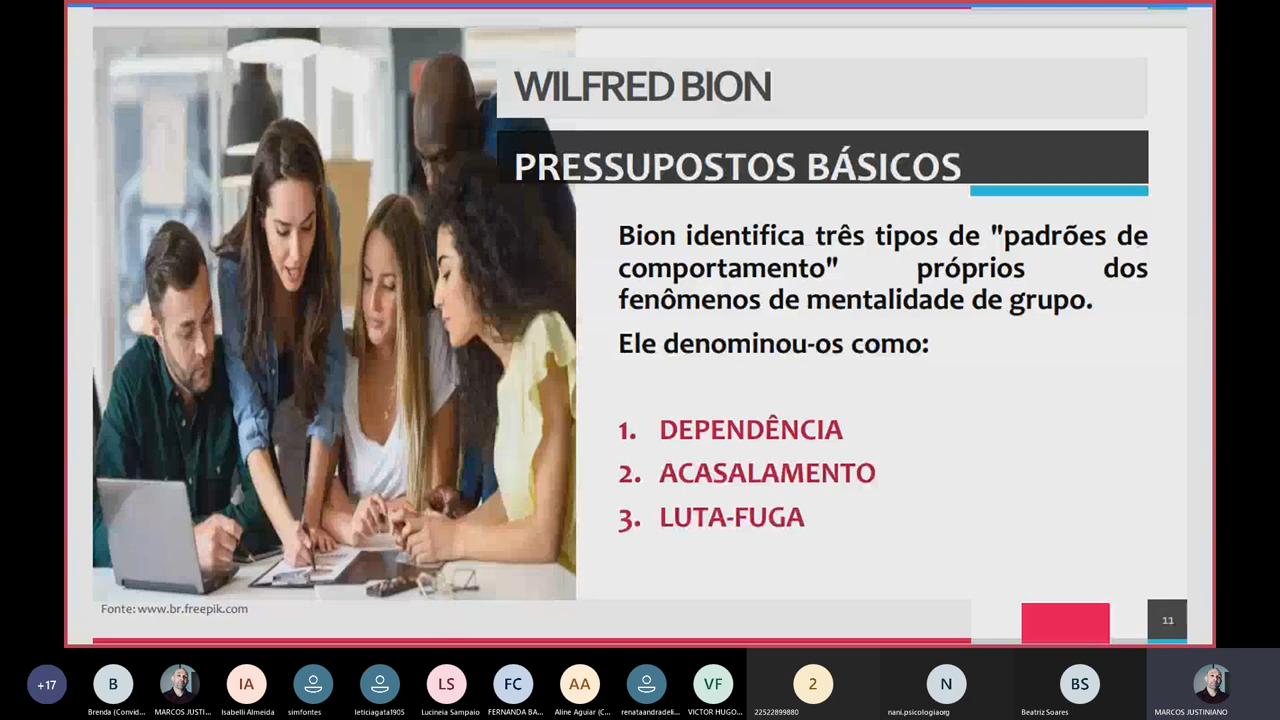 WILFRED BION
PRESSUPOSTOS BÁSICOS
Bion identifica três tipos de "padrões de
comportamento" próprios dos
fenômenos de mentalidade de grupo.
Ele denominou-os como:
1. DEPENDÊNCIA
2. ACASALAMENTO
3. LUTA-FUGA
Fonte: www.br.freepik.com
11
+17
B
IA
LS
FC
AA
VF
2
N
BS
Brenda (Convid...
MARCOS JUSTI...
Isabelli Almeida
simfontes
leticiagata1905
Lucineia Sampaio
FERNANDA BA...
Aline Aguiar (C...
renataandradeli...
VICTOR HUGO...
22522899880
nani.psicologiaorg
Beatriz Soares
MARCOS JUSTINIANO